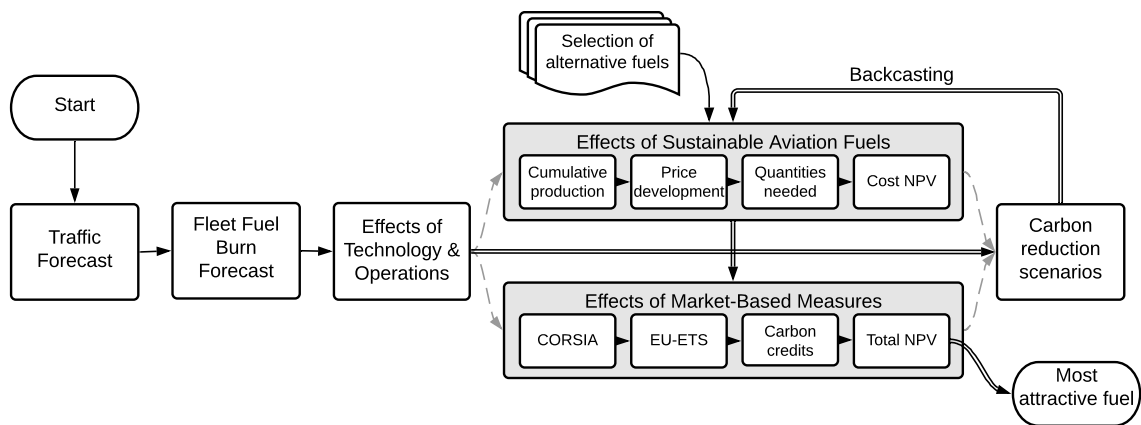 Selection of
alternative fuels
Backcasting
Start
Effects of Sustainable Aviation Fuels
Cumulative
production
Price
development
Quantities
needed
Cost NPV
Traffic
Forecast
Fleet Fuel
Burn
Forecast
Effects of
Technology &
Operations
Carbon
reduction
scenarios
Effects of Market-Based Measures
CORSIA
EU-ETS
Carbon
credits
Total NPV
Most
attractive fuel